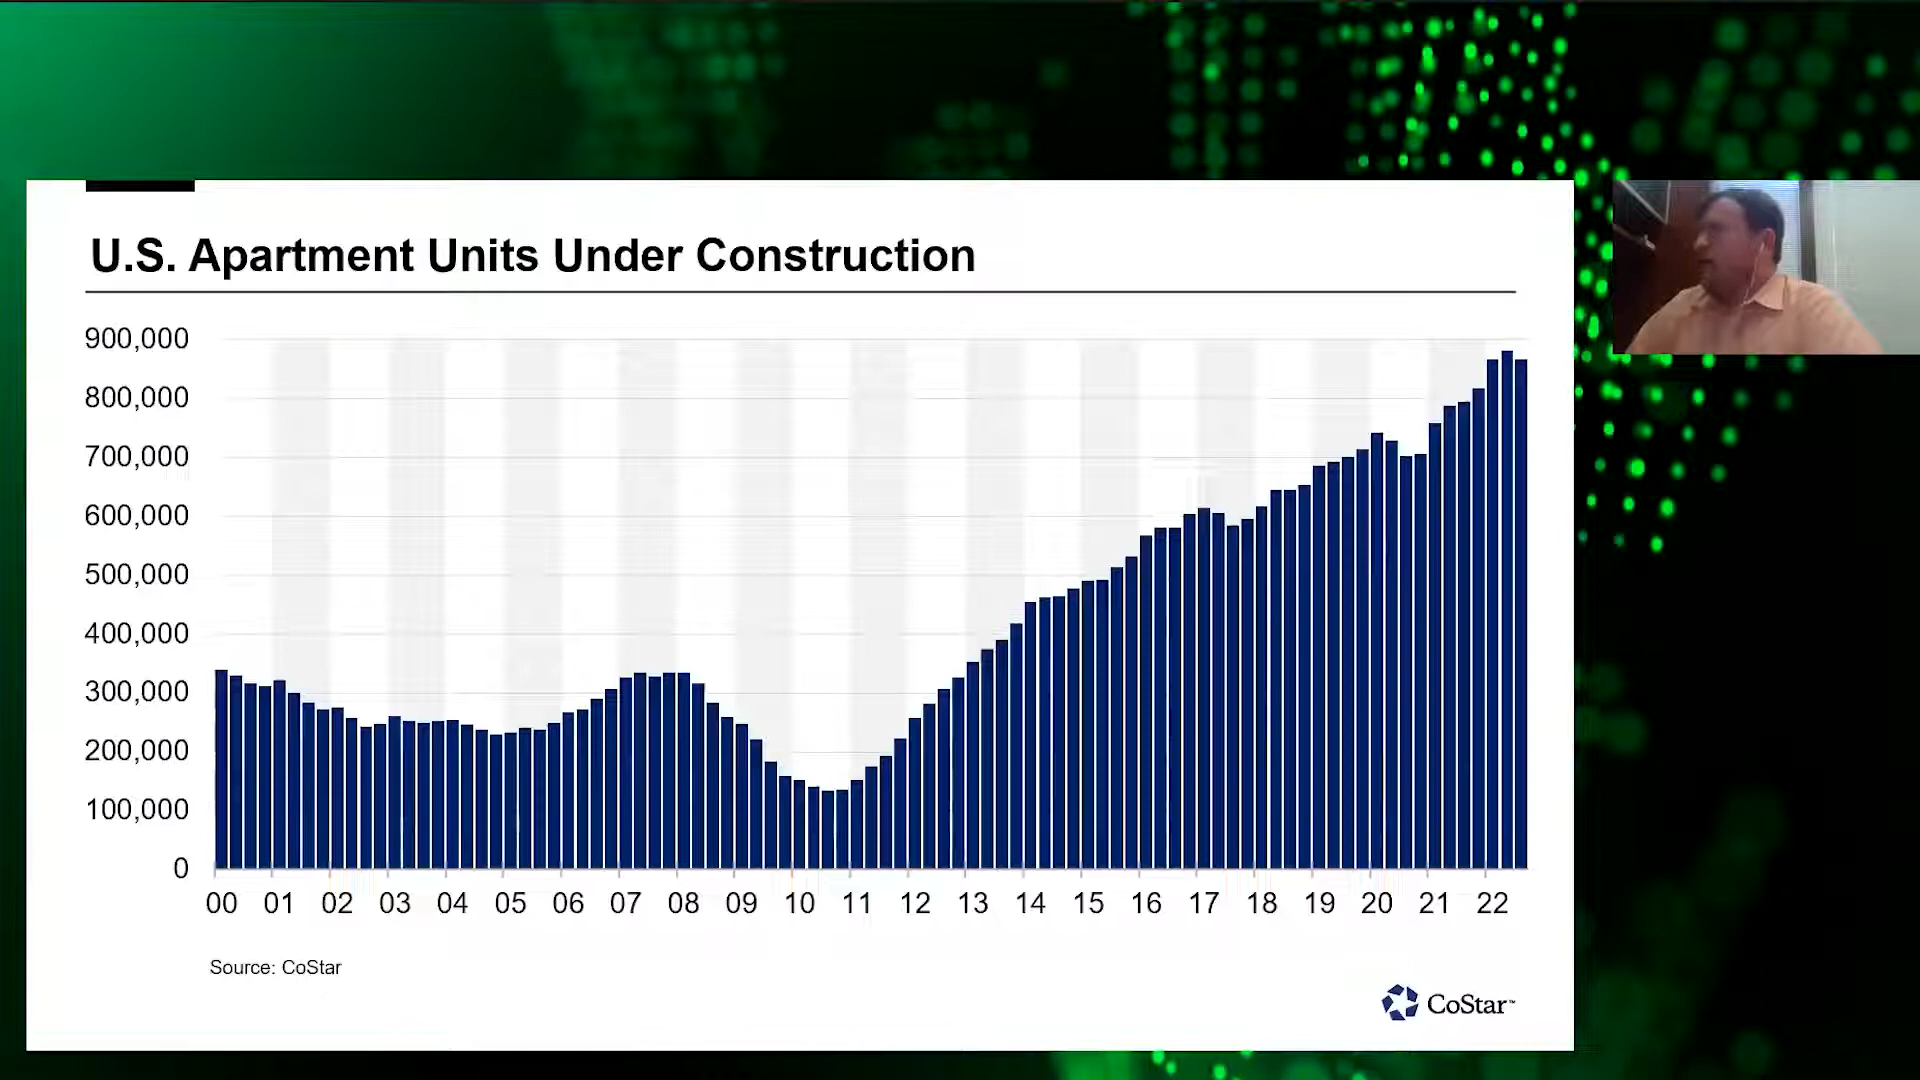 U.S. Apartment Units Under Construction
900,000
800,000
700,000
600,000
500,000
400,000
300,000
200,000
100,000
0
00 01 02 03 04 05 06 07 08 09 10 11 12 13 14 15 16 17 18 19 20 21 22
Source: CoStar
CoStar™